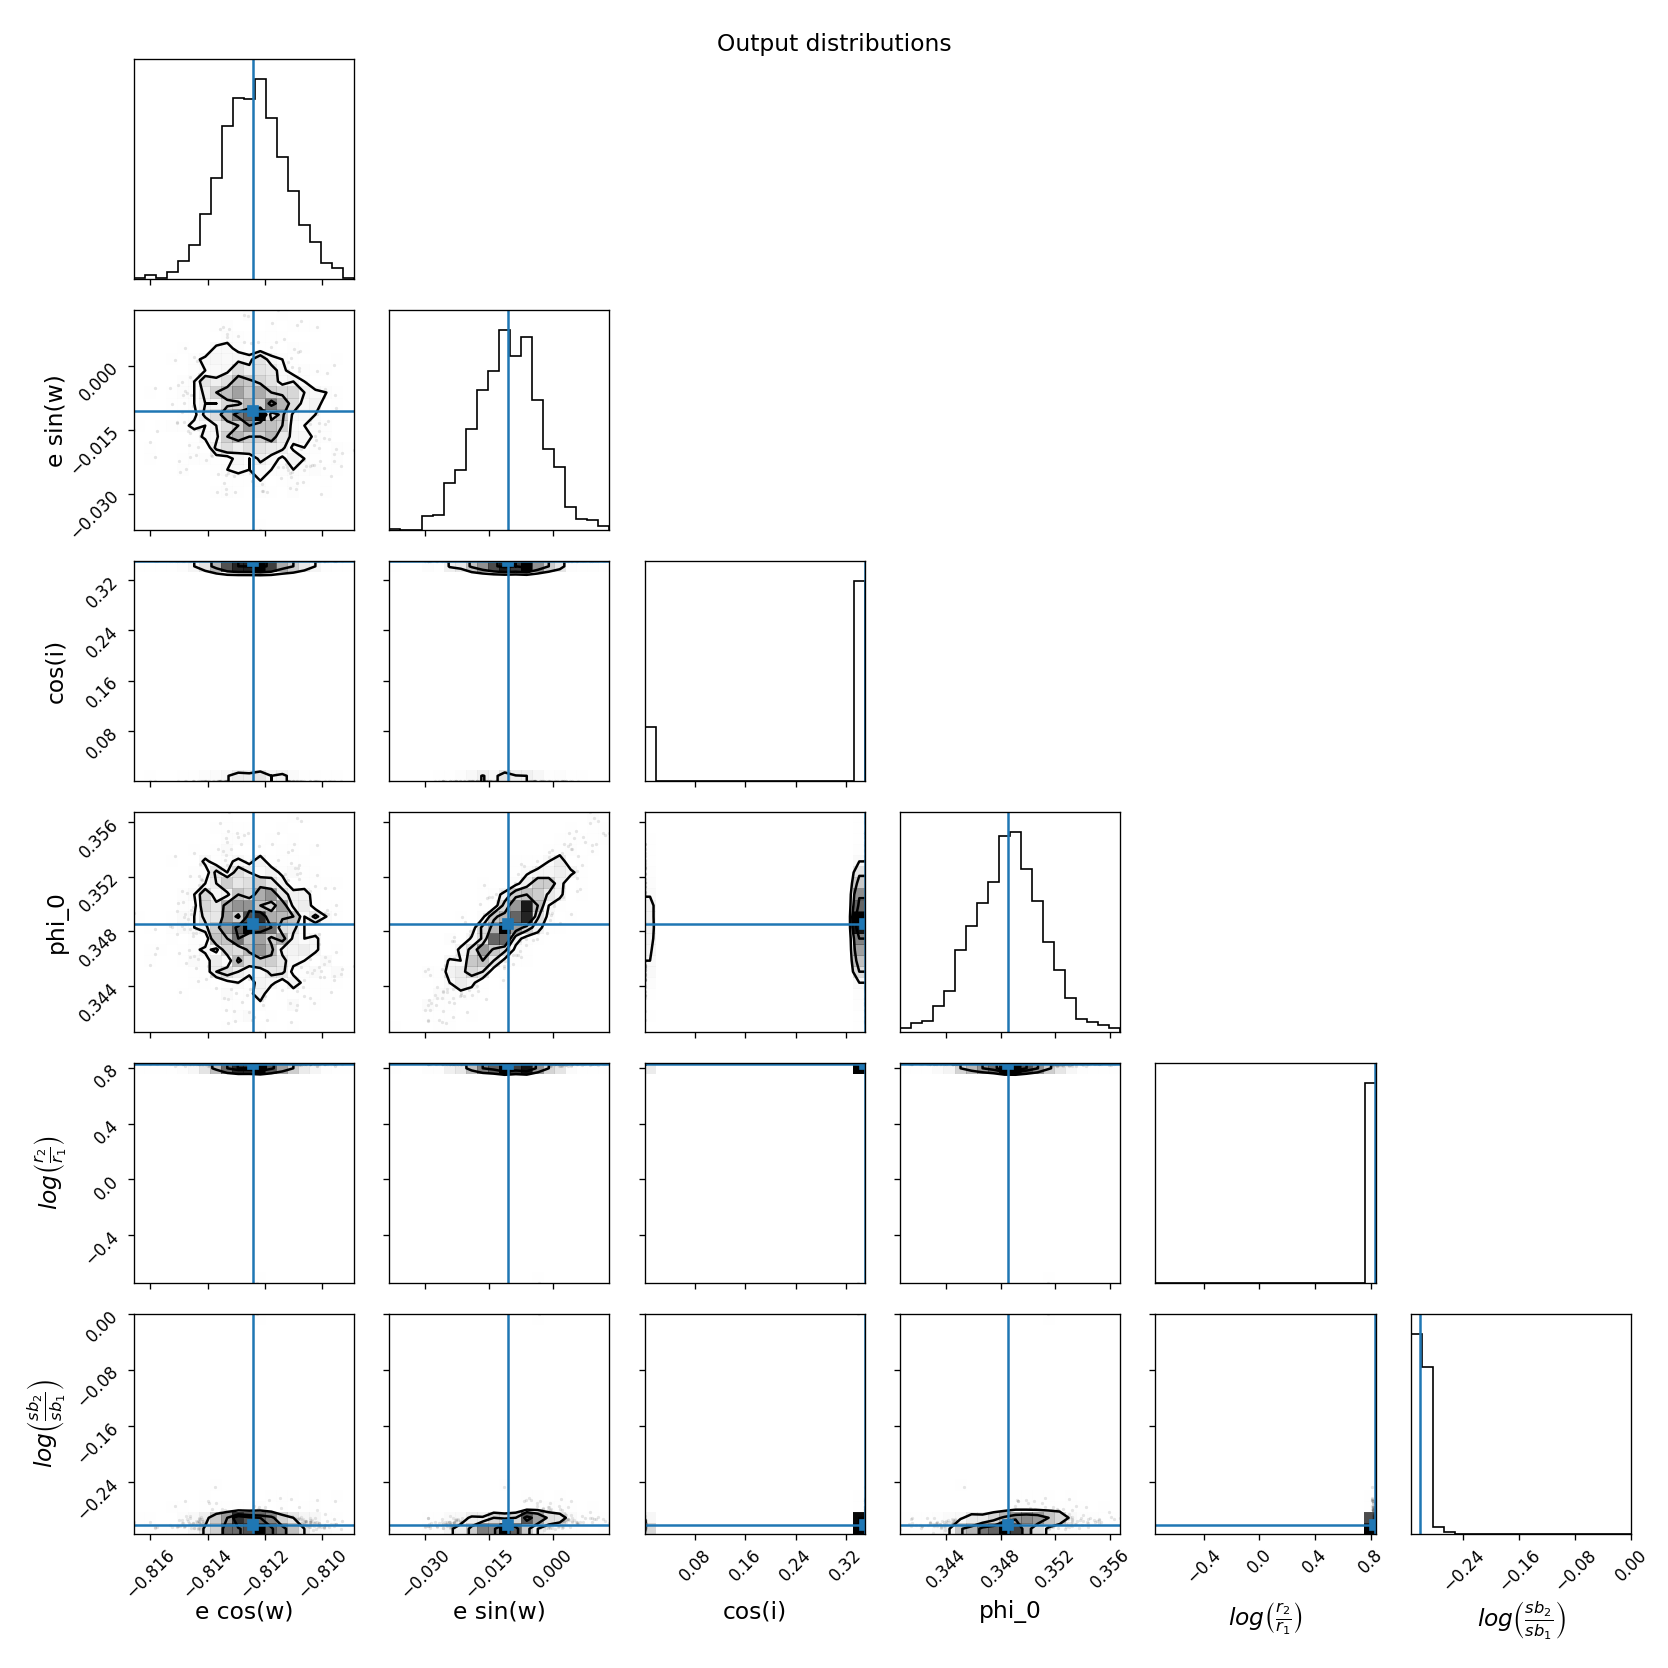 Output distributions
e sin(w)
0.000
−0.015
−0.030
cos(i)
0.32
0.24
0.16
0.08
phi_0
0.356
0.352
0.348
0.344
log(r₂/r₁)
0.8
0.4
0.0
−0.4
log(sb₂/sb₁)
0.00
−0.08
−0.16
−0.24
−0.816 −0.814 −0.812 −0.810
−0.030 −0.015 0.000
0.08 0.16 0.24 0.32
0.344 0.348 0.352 0.356
−0.4 0.0 0.4 0.8
−0.24 −0.16 −0.08 0.00
e cos(w)
e sin(w)
cos(i)
phi_0
log(r₂/r₁)
log(sb₂/sb₁)